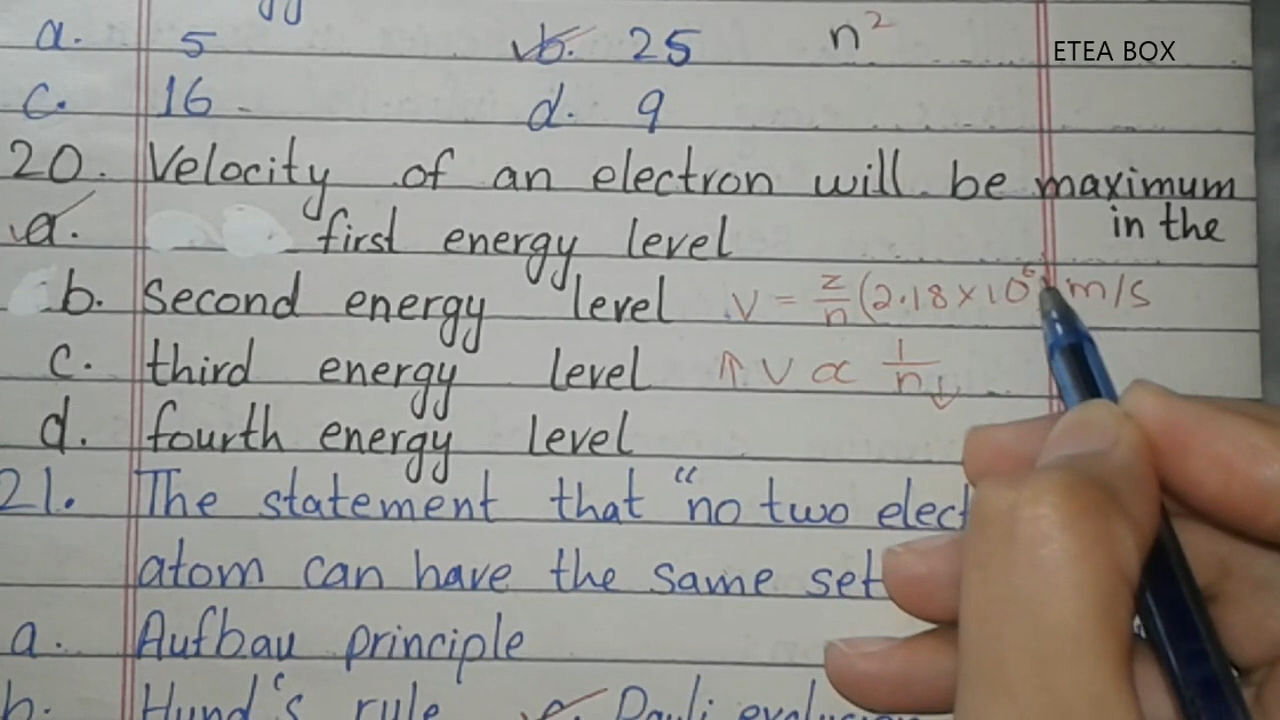 a. 5 b. 25 n²
ETEA BOX
c. 16 d. 9
20. Velocity of an electron will be maximum
in the
a. first energy level
b. Second energy level V = z/n (2.18×10⁶) m/s
c. third energy level ↑ V ∝ 1/n ↓
d. fourth energy level
21. The statement that "no two elect
atom can have the same set
a. Aufbau principle
b. Hund's rule c. Pauli exclusion